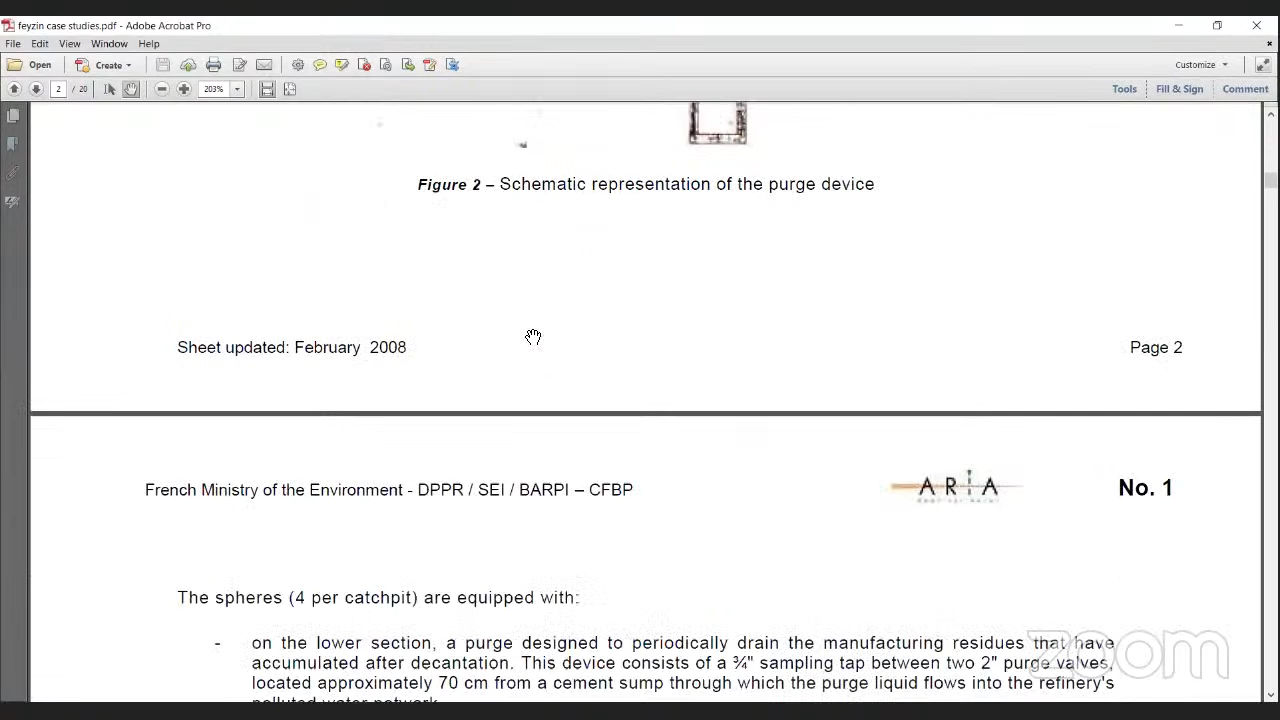 feyzin case studies.pdf - Adobe Acrobat Pro
File Edit View Window Help
Open Create Customize
2 / 20 203% Tools Fill & Sign Comment
Figure 2 – Schematic representation of the purge device
Sheet updated: February 2008 Page 2
French Ministry of the Environment - DPPR / SEI / BARPI – CFBP ARIA No. 1
The spheres (4 per catchpit) are equipped with:
- on the lower section, a purge designed to periodically drain the manufacturing residues that have
accumulated after decantation. This device consists of a ¾" sampling tap between two 2" purge valves,
located approximately 70 cm from a cement sump through which the purge liquid flows into the refinery's
polluted water network.
zoom